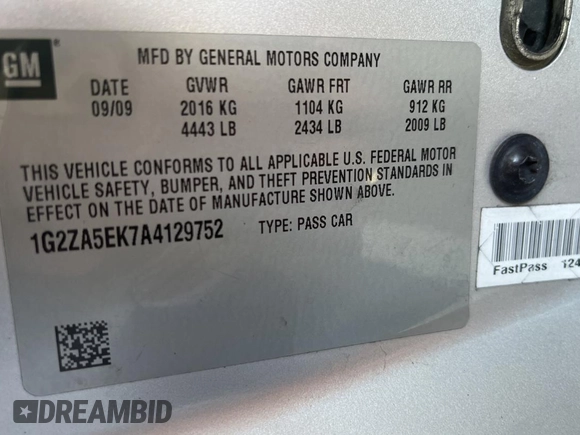 GM
MFD BY GENERAL MOTORS COMPANY
DATE GVWR GAWR FRT GAWR RR
09/09 2016 KG 1104 KG 912 KG
4443 LB 2434 LB 2009 LB
THIS VEHICLE CONFORMS TO ALL APPLICABLE U.S. FEDERAL MOTOR
VEHICLE SAFETY, BUMPER, AND THEFT PREVENTION STANDARDS IN
EFFECT ON THE DATE OF MANUFACTURE SHOWN ABOVE.
1G2ZA5EK7A4129752 TYPE: PASS CAR
FastPass 124
DREAMBID